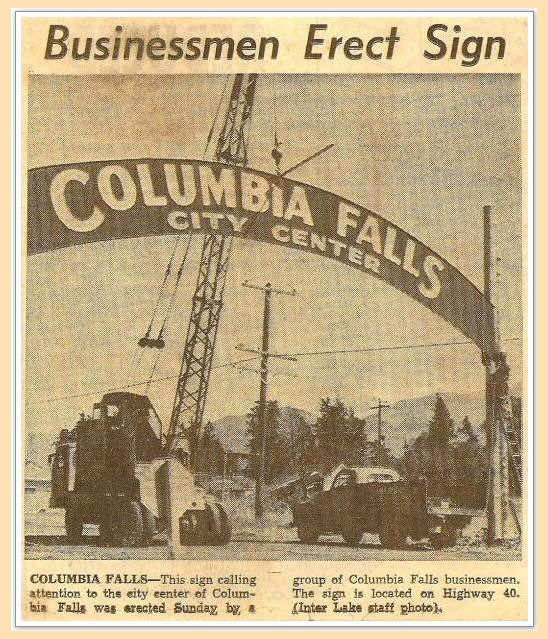 Businessmen Erect Sign
COLUMBIA FALLS
CITY CENTER
COLUMBIA FALLS—This sign calling
attention to the city center of Colum-
bia Falls was erected Sunday by a
group of Columbia Falls businessmen.
The sign is located on Highway 40.
(Inter Lake staff photo).